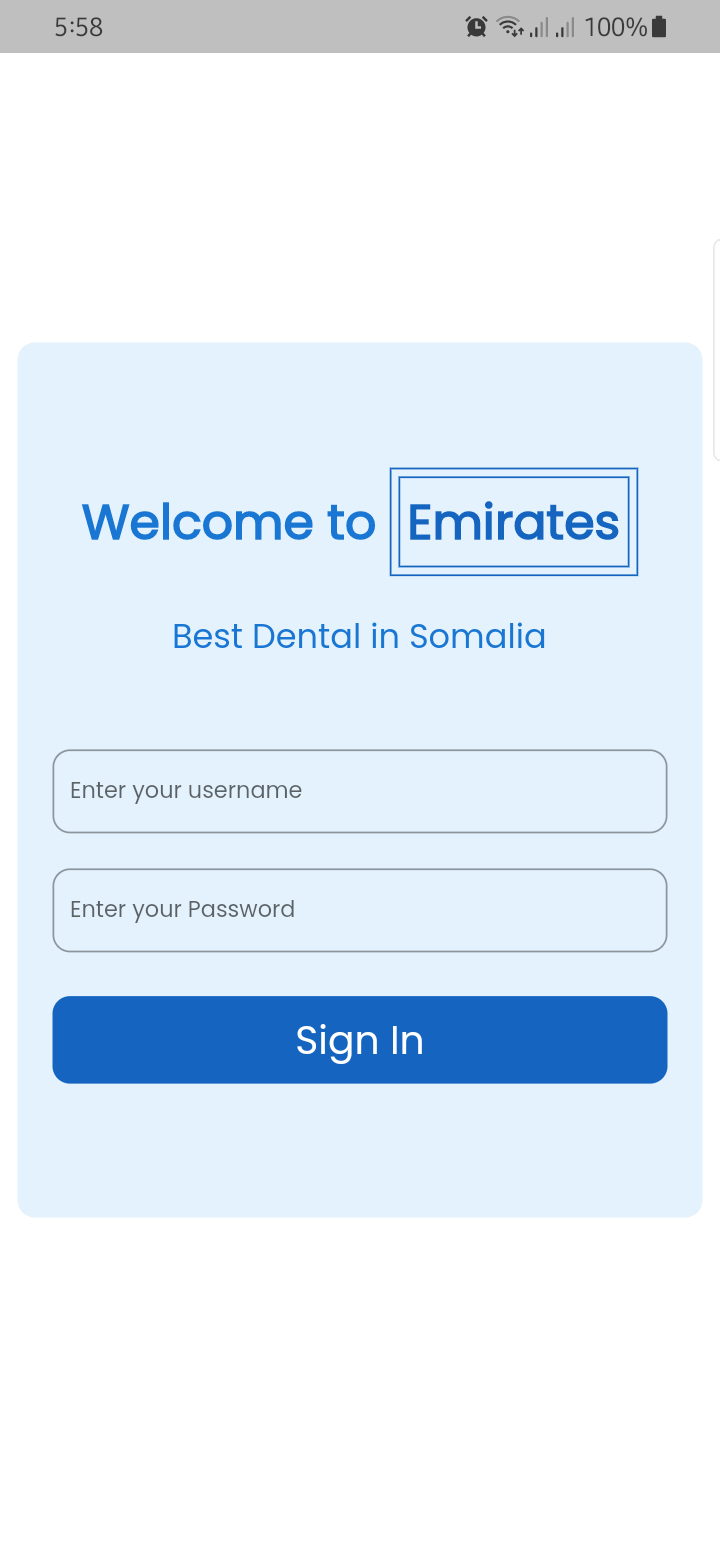 5:58 100%
Welcome to Emirates
Best Dental in Somalia
Enter your username
Enter your Password
Sign In